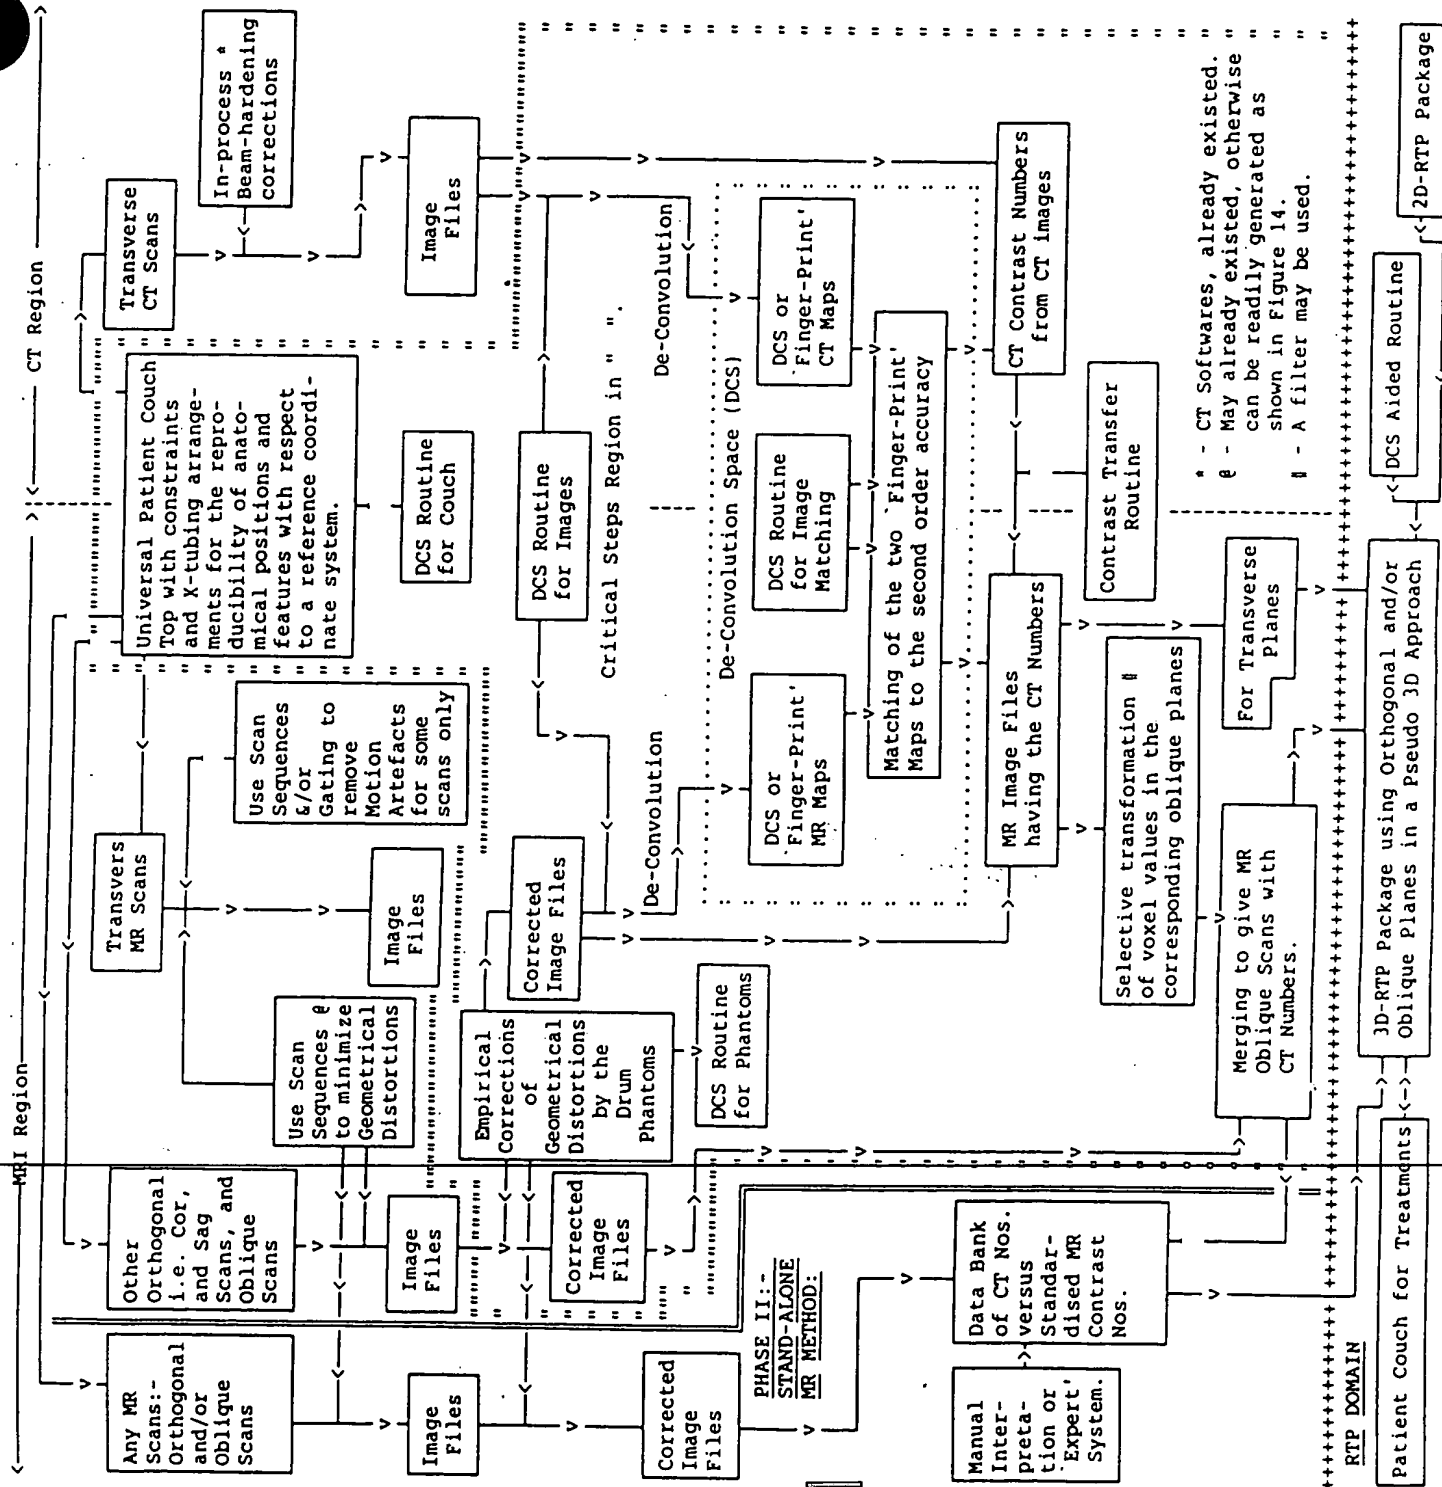 MRI Region
CT Region
Any MR
Scans:-
Orthogonal
and/or
Oblique
Scans
Other
Orthogonal
i.e. Cor,
and Sag
Scans, and
Oblique
Scans
Use Scan
Sequences @
to minimize
Geometrical
Distortions
Transvers
MR Scans
Use Scan
Sequences
&/or
Gating to
remove
Motion
Artefacts
for some
scans only
Universal Patient Couch
Top with constraints
and X-tubing arrange-
ments for the repro-
ducibility of anato-
mical positions and
features with respect
to a reference coordi-
nate system.
Transverse
CT Scans
In-process *
Beam-hardening
corrections
Image
Files
Image
Files
Image
Files
DCS Routine
for Couch
Image
Files
Corrected
Image
Files
Corrected
Image
Files
Empirical
Corrections
of
Geometrical
Distortions
by the
Drum
Phantoms
Corrected
Image Files
DCS Routine
for Images
Critical Steps Region in " ".
DCS Routine
for Phantoms
De-Convolution
De-Convolution
De-Convolution Space (DCS)
DCS or
`Finger-Print'
MR Maps
DCS Routine
for Image
Matching
DCS or
`Finger-Print'
CT Maps
Matching of the two `Finger-Print'
Maps to the second order accuracy
PHASE II:-
STAND-ALONE
MR METHOD:
Manual
Inter-
preta-
tion or
`Expert'
System.
Data Bank
of CT Nos.
versus
Standar-
dised MR
Contrast
Nos.
MR Image Files
having the CT Numbers
CT Contrast Numbers
from CT images
Contrast Transfer
Routine
Selective transformation #
of voxel values in the
corresponding oblique planes
Merging to give MR
Oblique Scans with
CT Numbers.
For Transverse
Planes
* - CT Softwares, already existed.
@ - May already existed, otherwise
can be readily generated as
shown in Figure 14.
# - A filter may be used.
RTP DOMAIN
Patient Couch for Treatments
3D-RTP Package using Orthogonal and/or
Oblique Planes in a Pseudo 3D Approach
DCS Aided Routine
2D-RTP Package